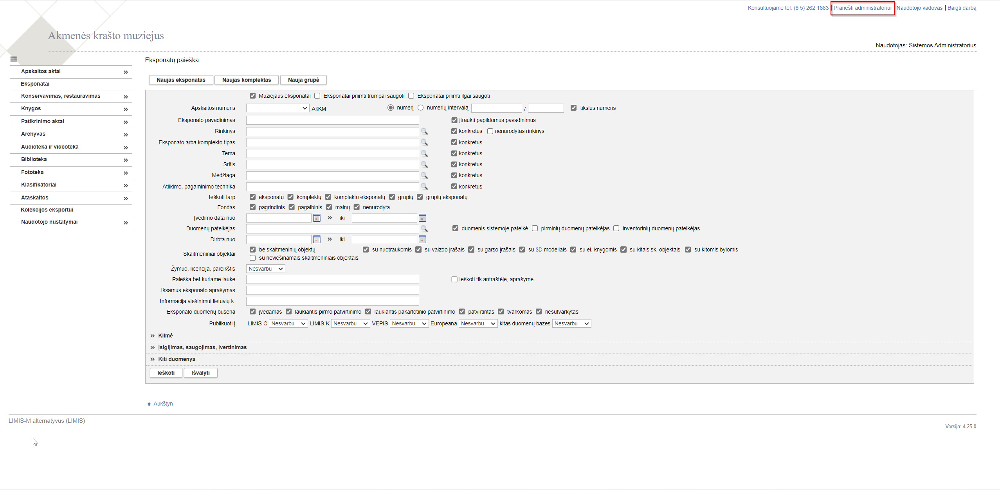 Konsultuojame tel. (8 5) 262 1883 | Pranešti administratoriui Naudotojo vadovas | Baigti darbą
Akmenės krašto muziejus
Naudotojas: Sistemos Administratorius
Apskaitos aktai »
Eksponatai
Konservavimas, restauravimas »
Knygos »
Patikrinimo aktai »
Archyvas »
Audioteka ir videoteka »
Biblioteka »
Fototeka »
Klasifikatoriai »
Ataskaitos »
Kolekcijos eksportui
Naudotojo nustatymai »
Eksponatų paieška
Naujas eksponatas Naujas komplektas Nauja grupė
Muziejaus eksponatai Eksponatai priimti trumpai saugoti Eksponatai priimti ilgai saugoti
Apskaitos numeris AkKM numerį numerių intervalą / tikslus numeris
Eksponato pavadinimas įtraukti papildomus pavadinimus
Rinkinys konkretus nenurodytas rinkinys
Eksponato arba komplekto tipas konkretus
Tema konkretus
Sritis konkretus
Medžiaga konkretus
Atlikimo, pagaminimo technika konkretus
Ieškoti tarp eksponatų komplektų komplektų eksponatų grupių grupių eksponatų
Fondas pagrindinis pagalbinis mainų nenurodyta
Įvedimo data nuo » iki
Duomenų pateikėjas duomenis sistemoje pateikė pirminių duomenų pateikėjas inventorinių duomenų pateikėjas
Dirbta nuo » iki
Skaitmeniniai objektai be skaitmeninių objektų su nuotraukomis su vaizdo įrašais su garso įrašais su 3D modeliais su el. knygomis su kitais sk. objektais su kitomis bylomis
su neviešinamais skaitmeniniais objektais
Žymuo, licencija, pareikštis Nesvarbu
Paieška bet kuriame lauke Ieškoti tik antraštėje, aprašyme
Išsamus eksponato aprašymas
Informacija viešinimui lietuvių k.
Eksponato duomenų būsena įvedamas laukiantis pirmo patvirtinimo laukiantis pakartotinio patvirtinimo patvirtintas tvarkomas nesutvarkytas
Publikuoti į LIMIS-C Nesvarbu LIMIS-K Nesvarbu VEPIS Nesvarbu Europeana Nesvarbu kitas duomenų bazes Nesvarbu
» Kilmė
» Įsigijimas, saugojimas, įvertinimas
» Kiti duomenys
Ieškoti Išvalyti
Aukštyn
LIMIS-M alternatyvus (LIMIS)
Versija: 4.25.0